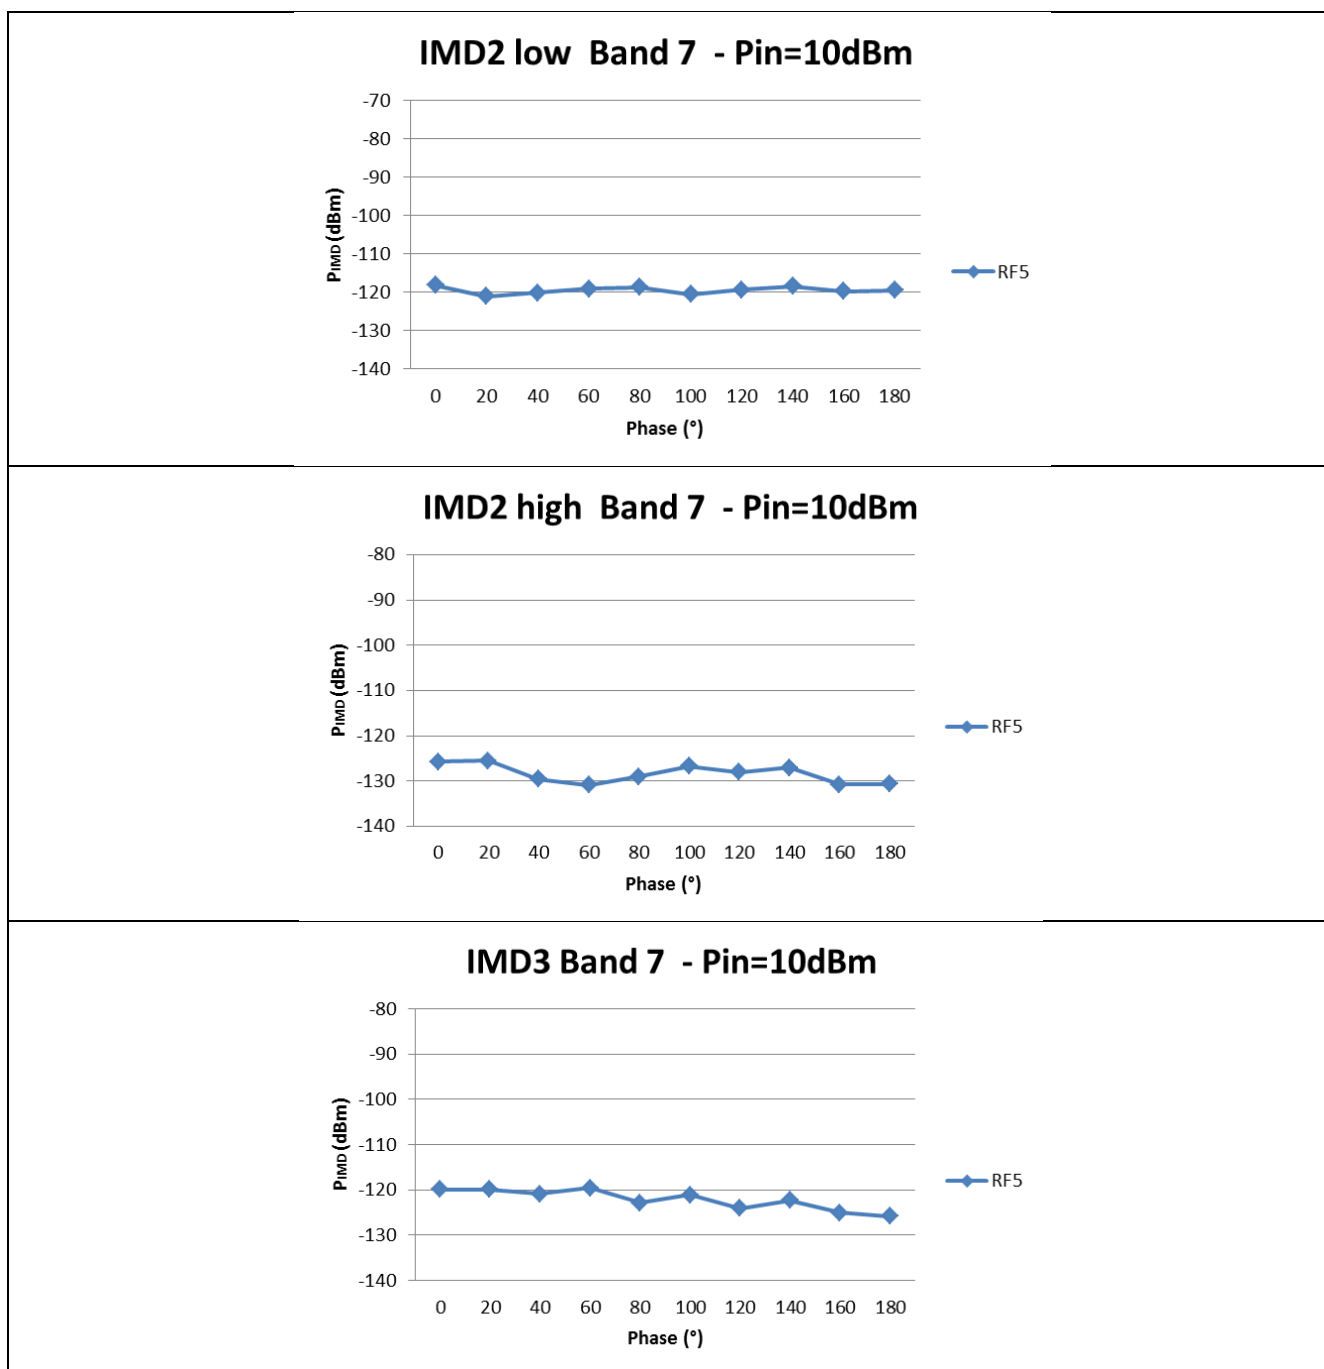 IMD2 low  Band 7  - Pin=10dBm
-70
-80
-90
-100
-110
-120
-130
-140
PIMD (dBm)
RF5
0 20 40 60 80 100 120 140 160 180
Phase (°)
IMD2 high  Band 7  - Pin=10dBm
-80
-90
-100
-110
-120
-130
-140
PIMD (dBm)
RF5
0 20 40 60 80 100 120 140 160 180
Phase (°)
IMD3 Band 7  - Pin=10dBm
-80
-90
-100
-110
-120
-130
-140
PIMD (dBm)
RF5
0 20 40 60 80 100 120 140 160 180
Phase (°)